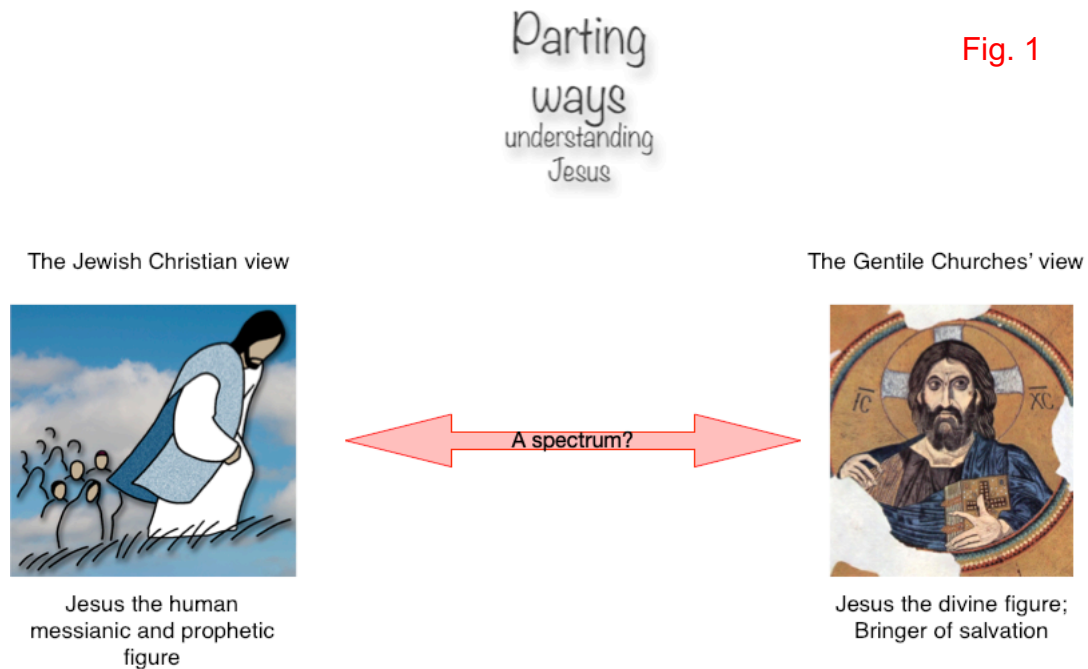 Parting
ways
understanding
Jesus
Fig. 1
The Jewish Christian view
The Gentile Churches’ view
A spectrum?
IC
XC
Jesus the human
messianic and prophetic
figure
Jesus the divine figure;
Bringer of salvation